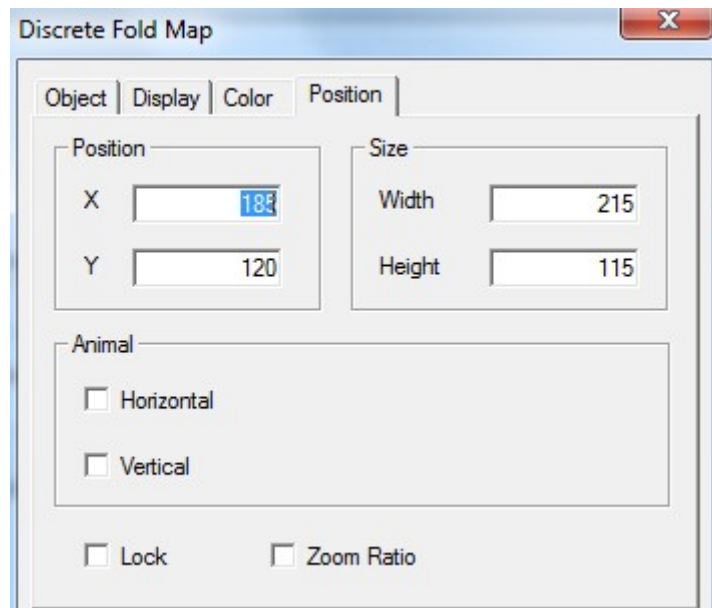 Discrete Fold Map
Object Display Color Position
Position
X 185
Y 120
Size
Width 215
Height 115
Animal
Horizontal
Vertical
Lock Zoom Ratio